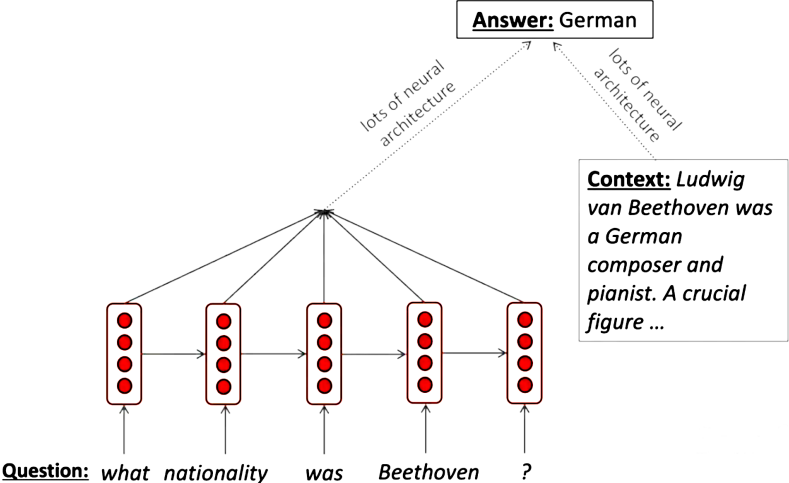 Answer: German
lots of neural
architecture
lots of neural
architecture
Context: Ludwig
van Beethoven was
a German
composer and
pianist. A crucial
figure ...
Question: what nationality was Beethoven ?